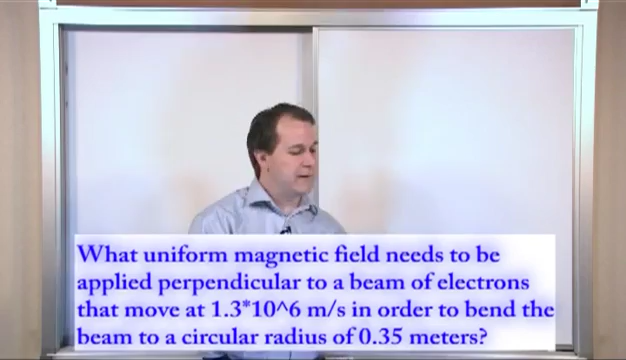 What uniform magnetic field needs to be
applied perpendicular to a beam of electrons
that move at 1.3*10^6 m/s in order to bend the
beam to a circular radius of 0.35 meters?